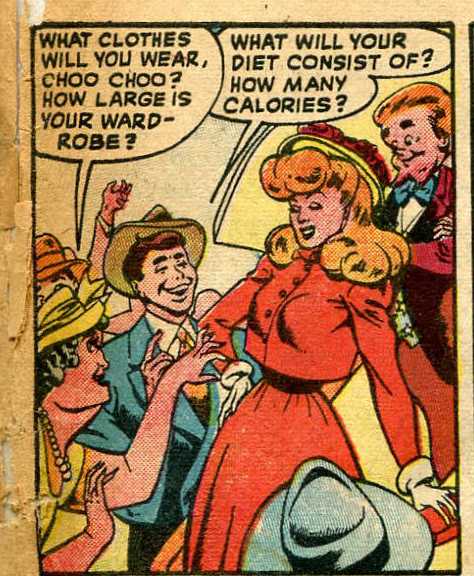 WHAT CLOTHES
WILL YOU WEAR,
CHOO CHOO?
HOW LARGE IS
YOUR WARD-
ROBE?
WHAT WILL YOUR
DIET CONSIST OF?
HOW MANY
CALORIES?